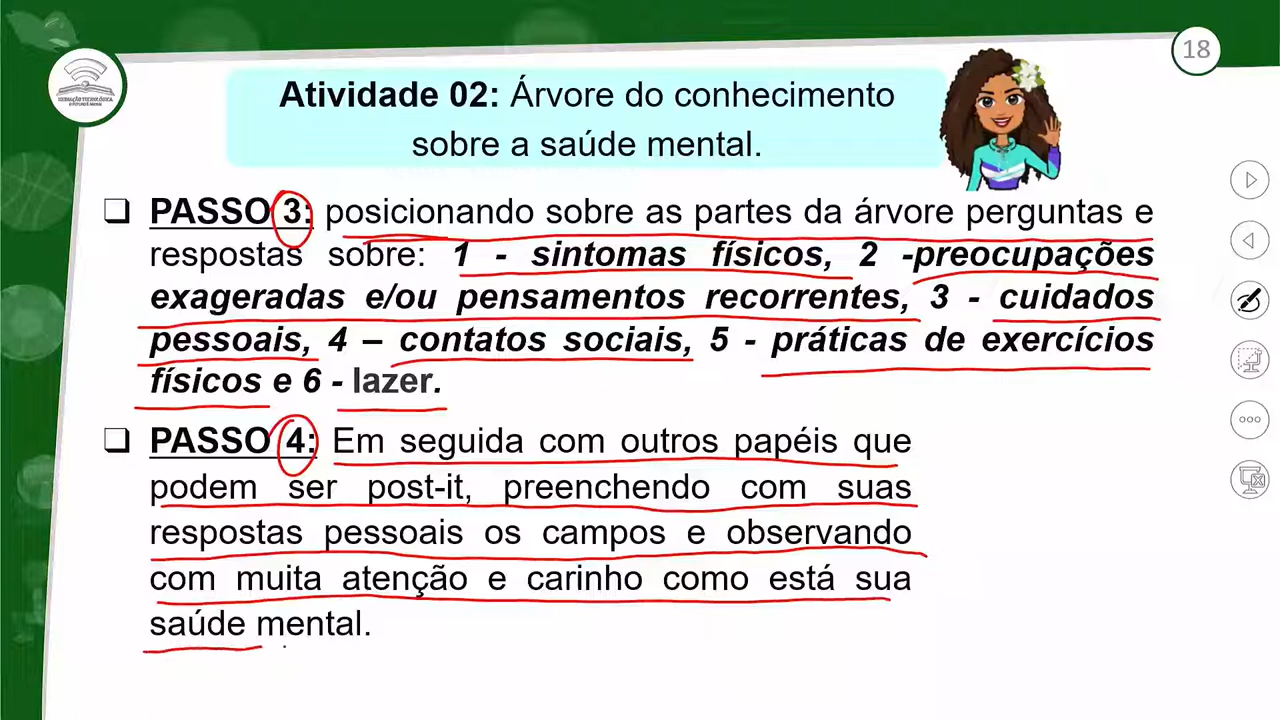 18
MEDIAÇÃO TECNOLÓGICA
Atividade 02: Árvore do conhecimento
sobre a saúde mental.
❑ PASSO 3: posicionando sobre as partes da árvore perguntas e
respostas sobre: 1 - sintomas físicos, 2 -preocupações
exageradas e/ou pensamentos recorrentes, 3 - cuidados
pessoais, 4 – contatos sociais, 5 - práticas de exercícios
físicos e 6 - lazer.
❑ PASSO 4: Em seguida com outros papéis que
podem ser post-it, preenchendo com suas
respostas pessoais os campos e observando
com muita atenção e carinho como está sua
saúde mental.